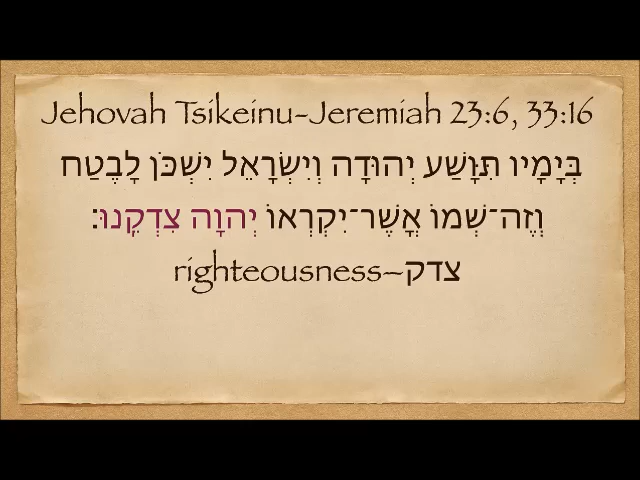 Jehovah Tsikeinu-Jeremiah 23:6, 33:16
בְּיָמָיו תִּוָּשַׁע יְהוּדָה וְיִשְׂרָאֵל יִשְׁכֹּן לָבֶטַח
וְזֶה־שְּׁמוֹ אֲשֶׁר־יִקְרְאוֹ יְהוָה צִדְקֵנוּ׃
צדק–righteousness